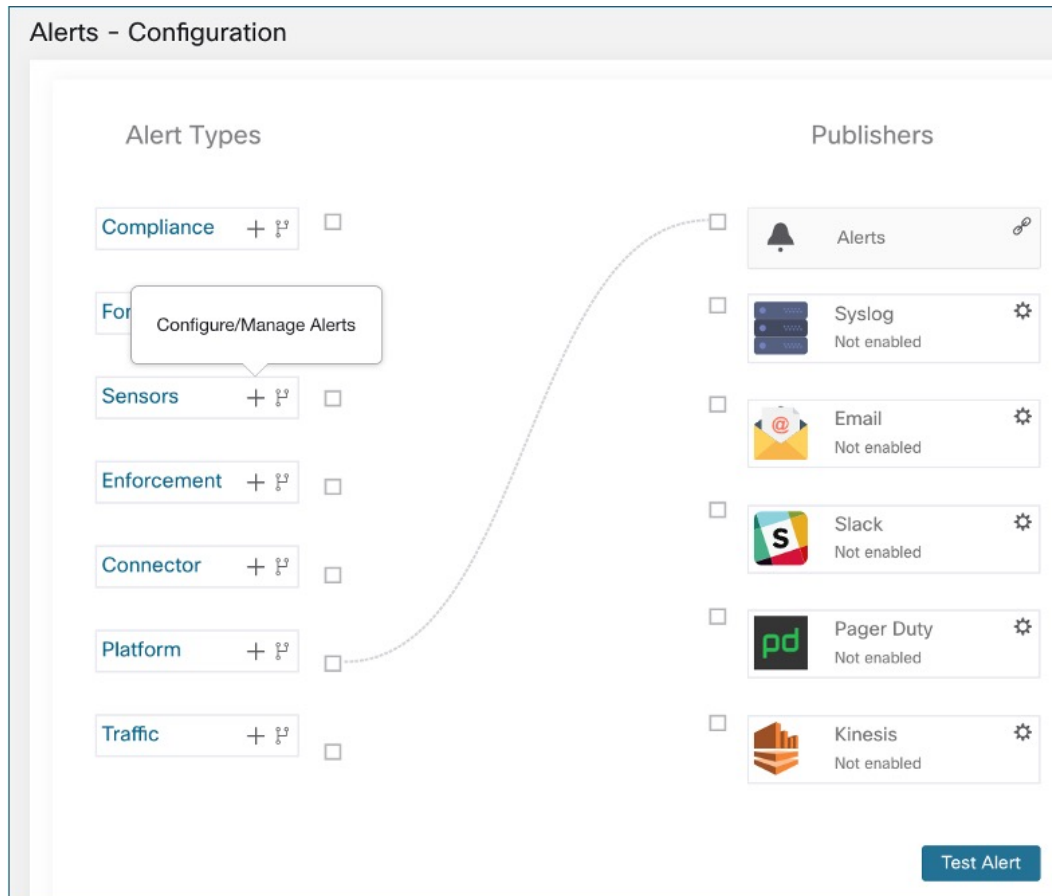 Alerts - Configuration
Alert Types
Publishers
Compliance
For
Configure/Manage Alerts
Sensors
Enforcement
Connector
Platform
Traffic
Alerts
Syslog
Not enabled
@
Email
Not enabled
S
Slack
Not enabled
pd
Pager Duty
Not enabled
Kinesis
Not enabled
Test Alert